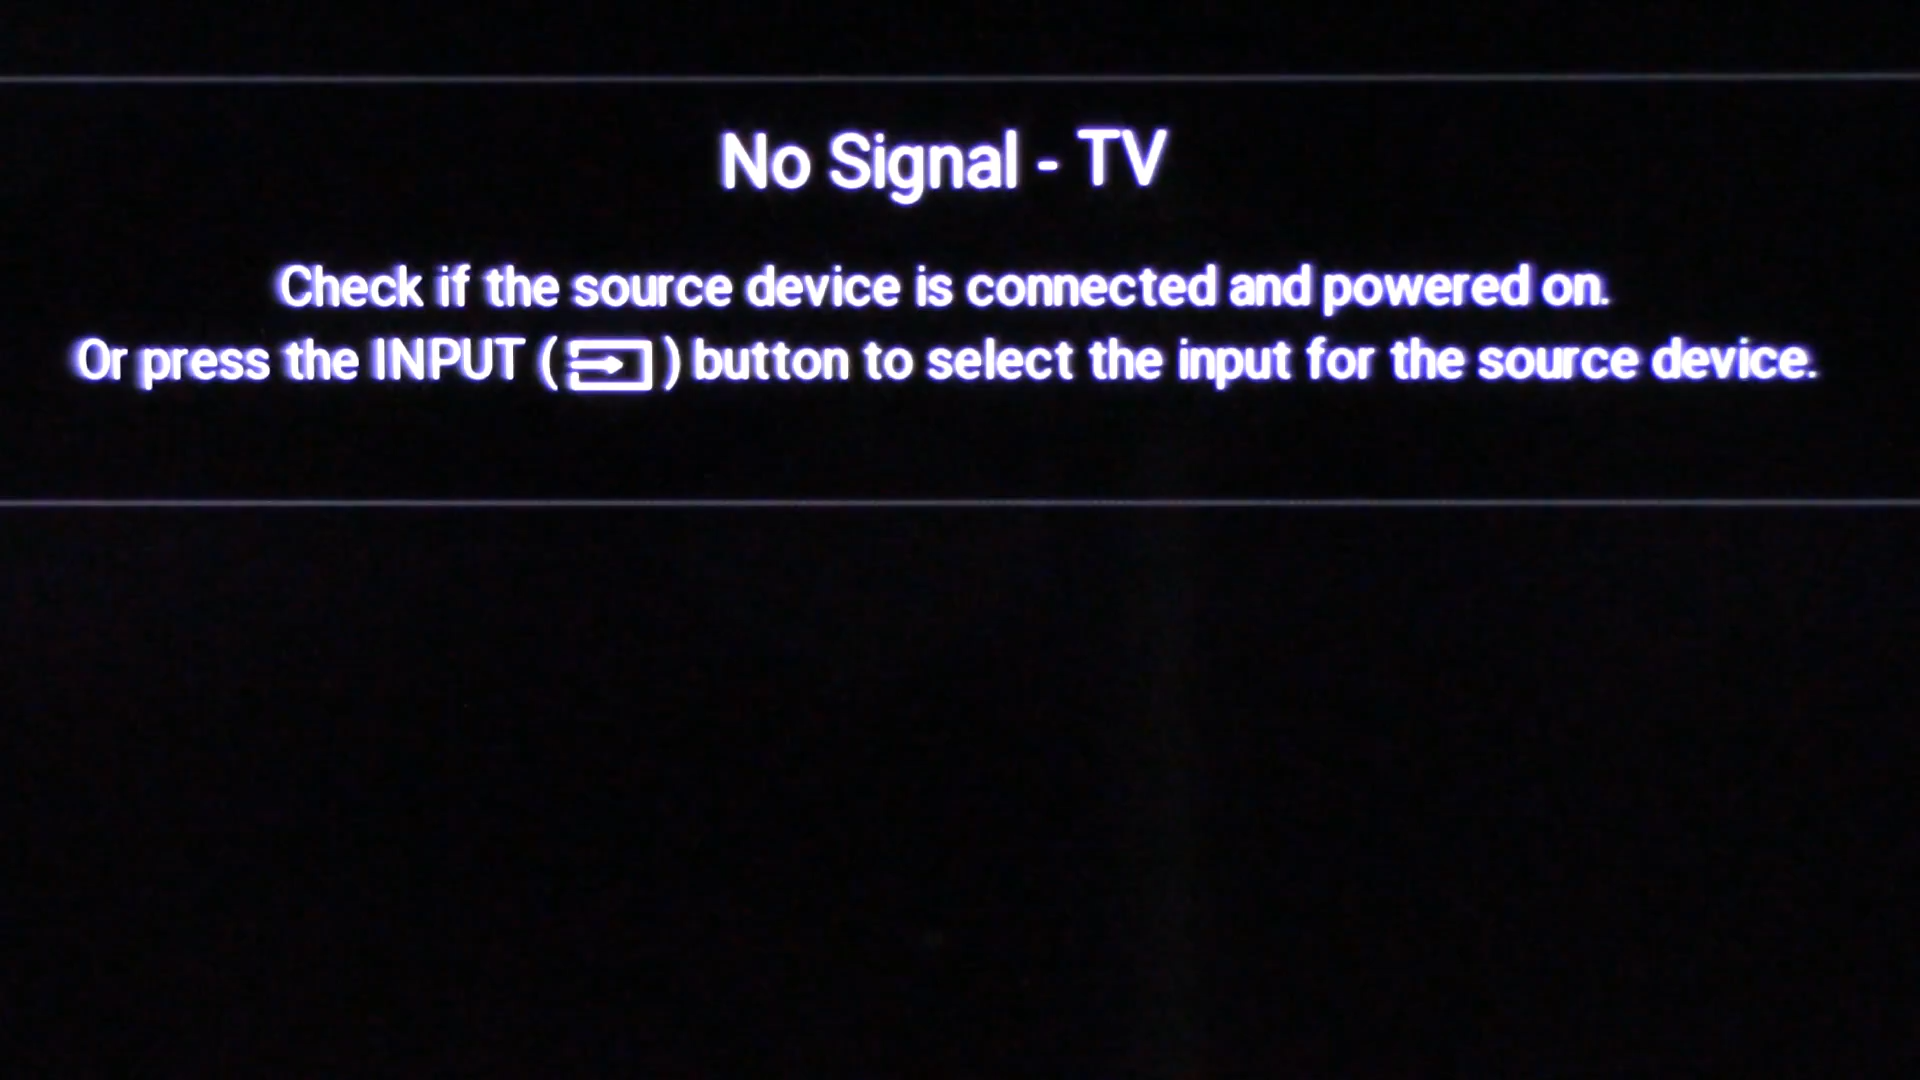 No Signal - TV
Check if the source device is connected and powered on.
Or press the INPUT ( ) button to select the input for the source device.